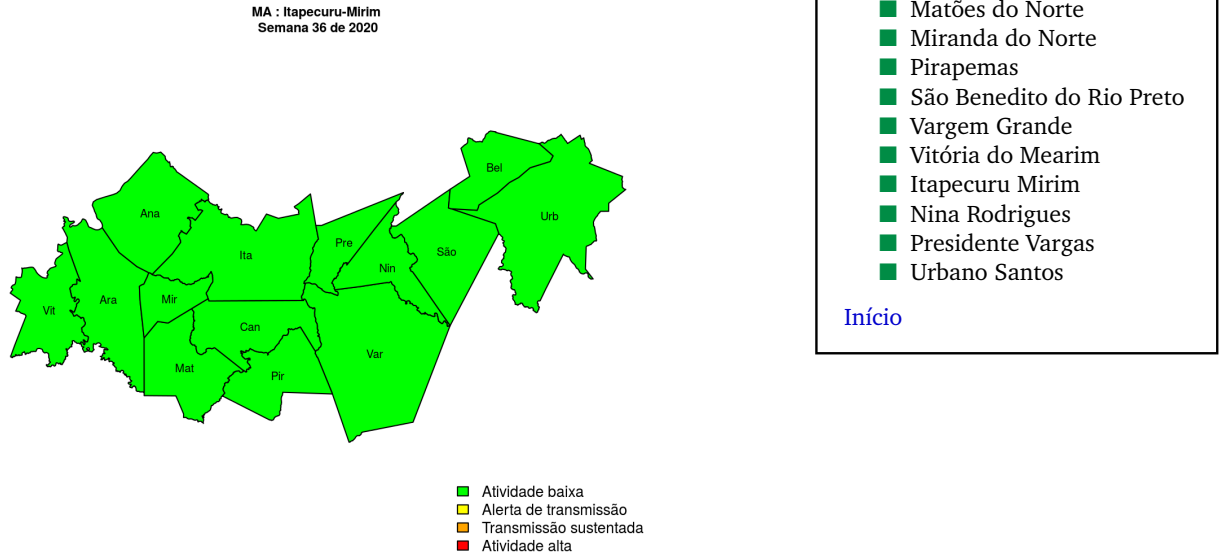 MA : Itapecuru-Mirim
Semana 36 de 2020
Bel
Ana
Urb
Pre
São
Ita
Nin
Ara
Mir
Vit
Can
Var
Mat
Pir
Atividade baixa
Alerta de transmissão
Transmissão sustentada
Atividade alta
Matões do Norte
Miranda do Norte
Pirapemas
São Benedito do Rio Preto
Vargem Grande
Vitória do Mearim
Itapecuru Mirim
Nina Rodrigues
Presidente Vargas
Urbano Santos
Início